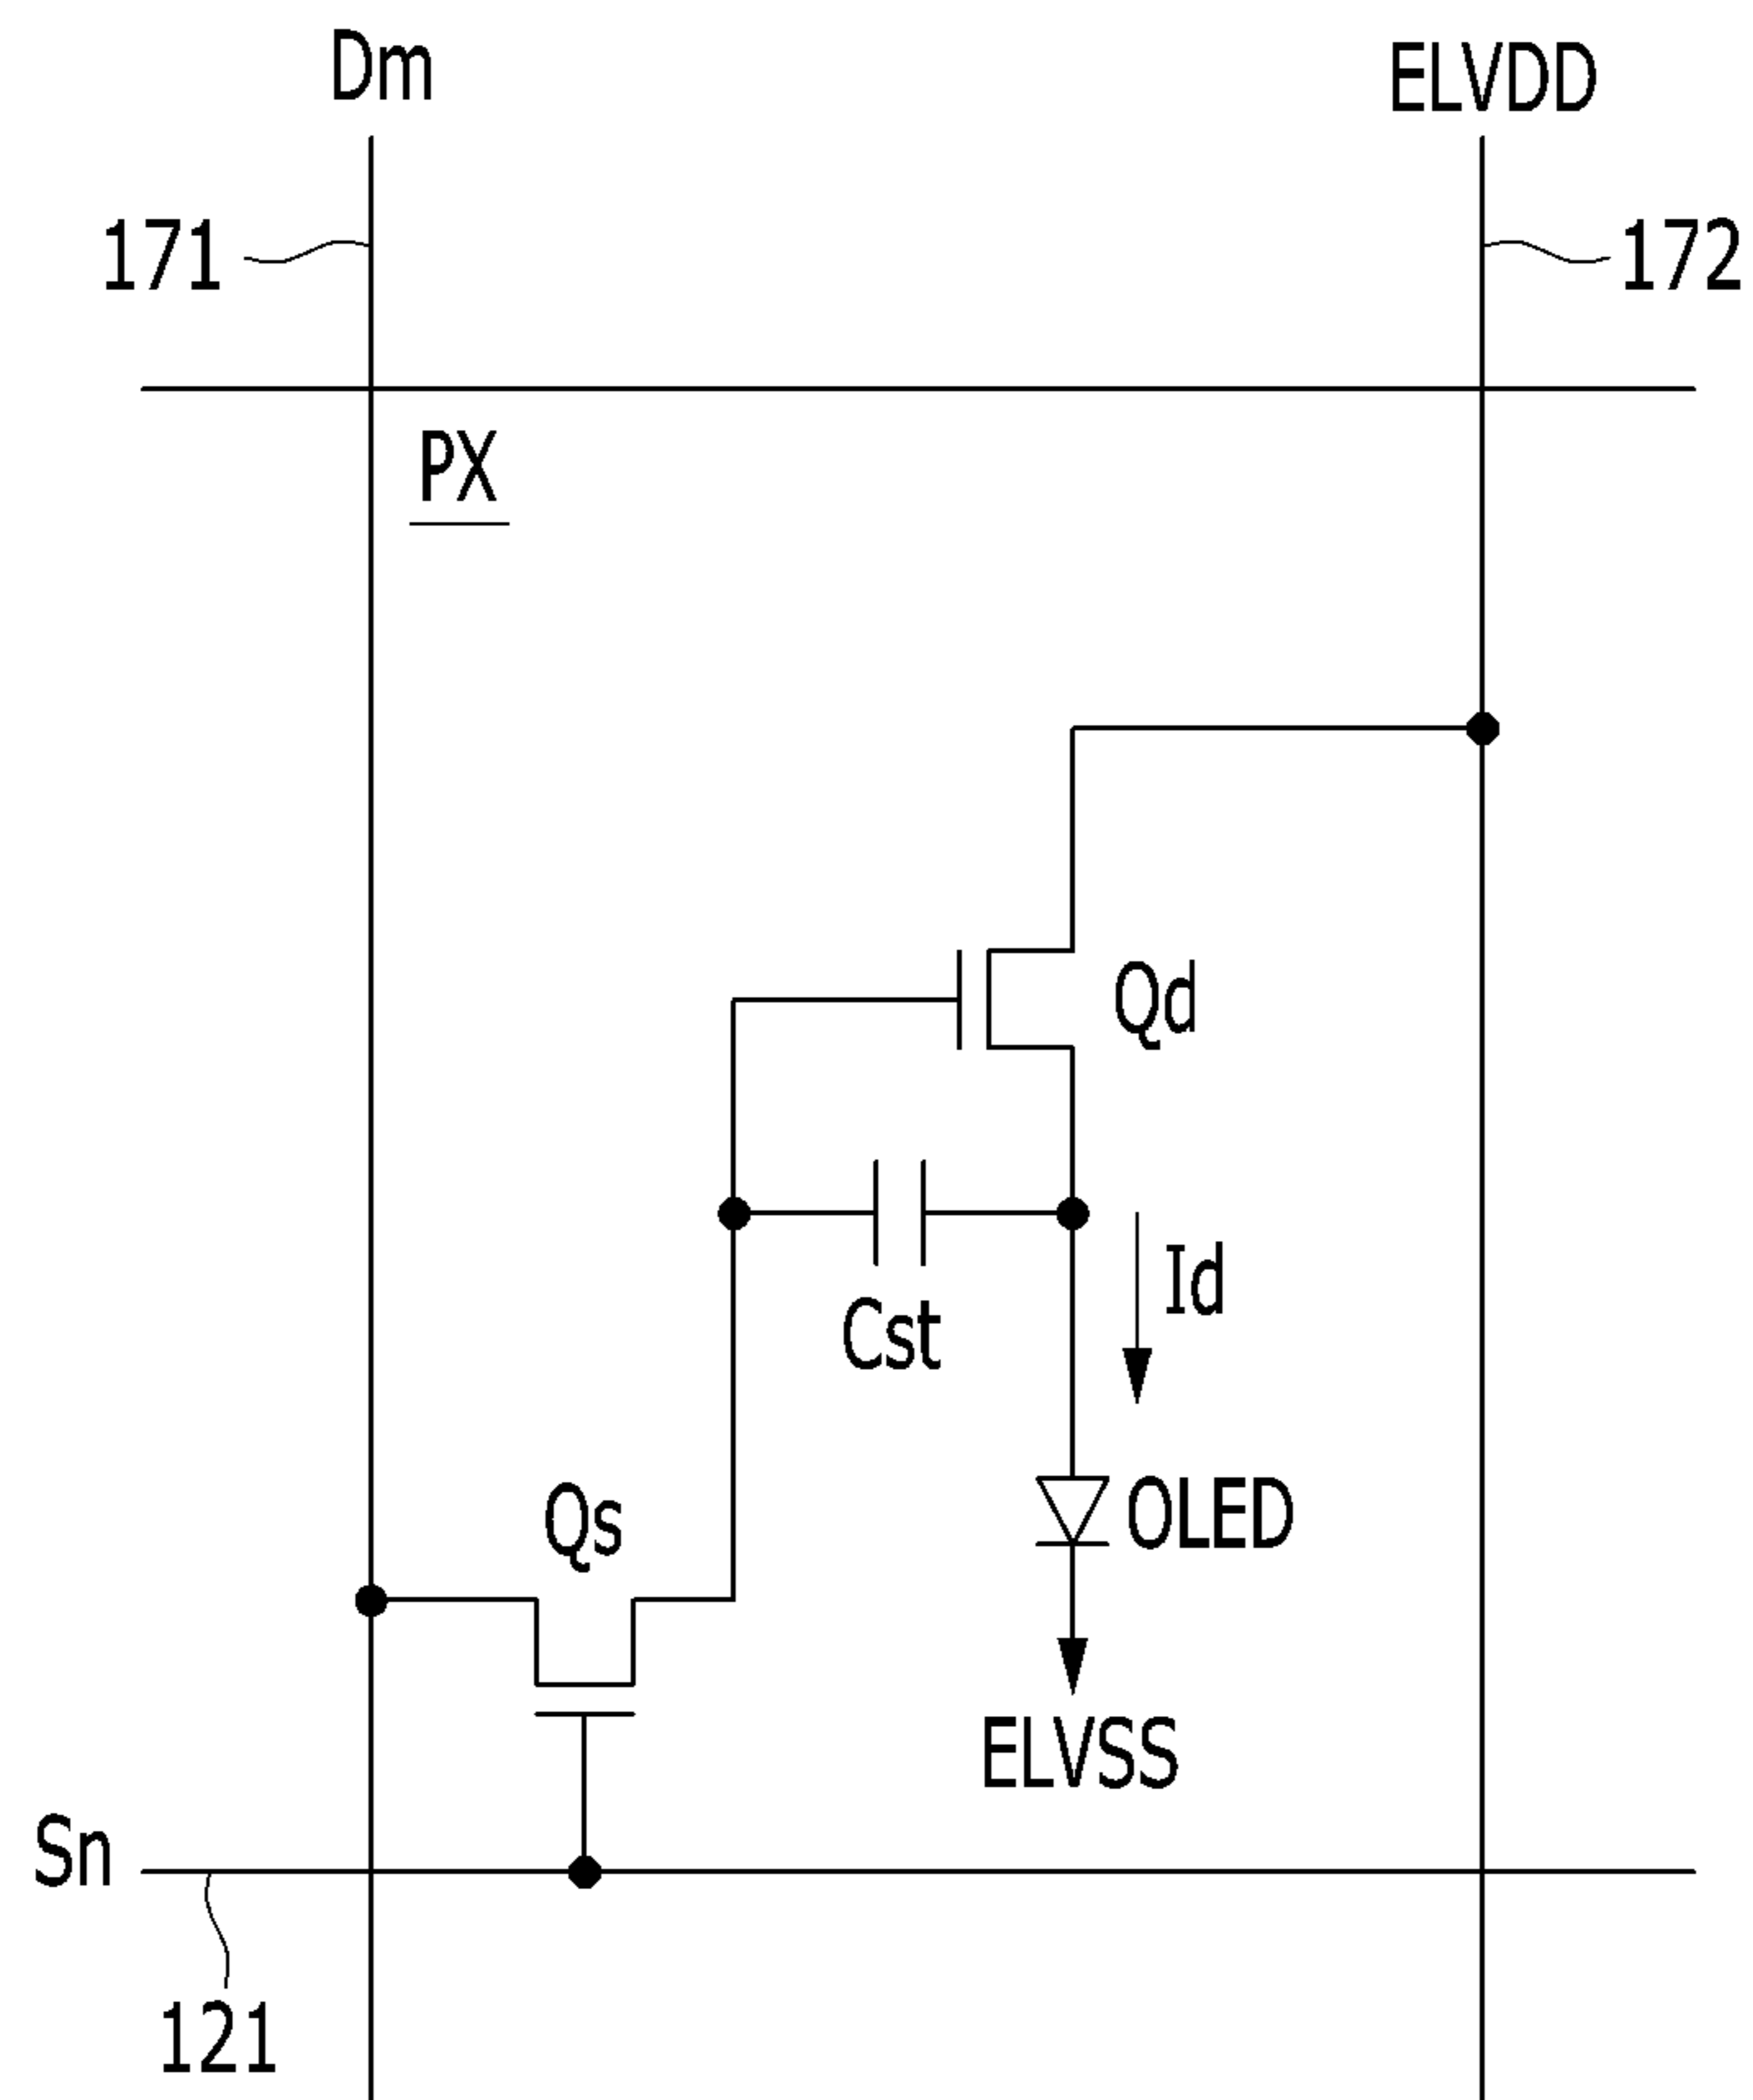 Dm
ELVDD
171
172
PX
Qd
Id
Cst
Qs
OLED
ELVSS
Sn
121